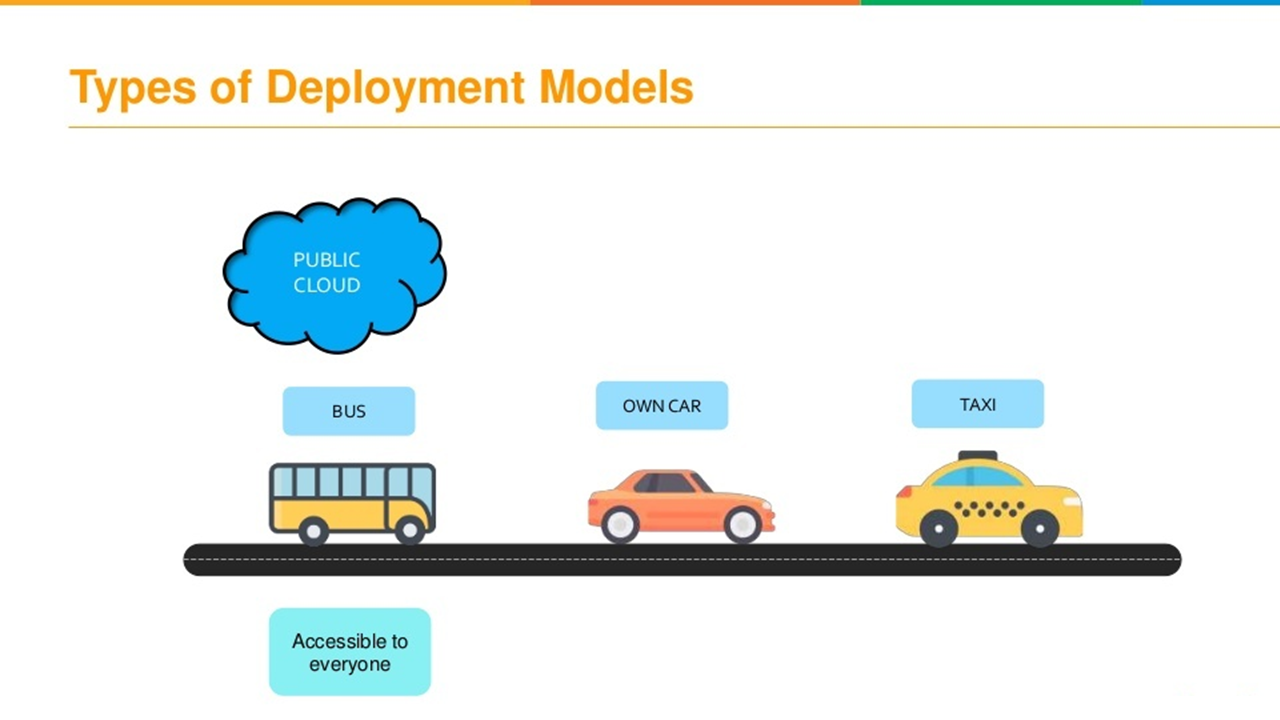 Types of Deployment Models
PUBLIC
CLOUD
BUS
OWN CAR
TAXI
Accessible to
everyone